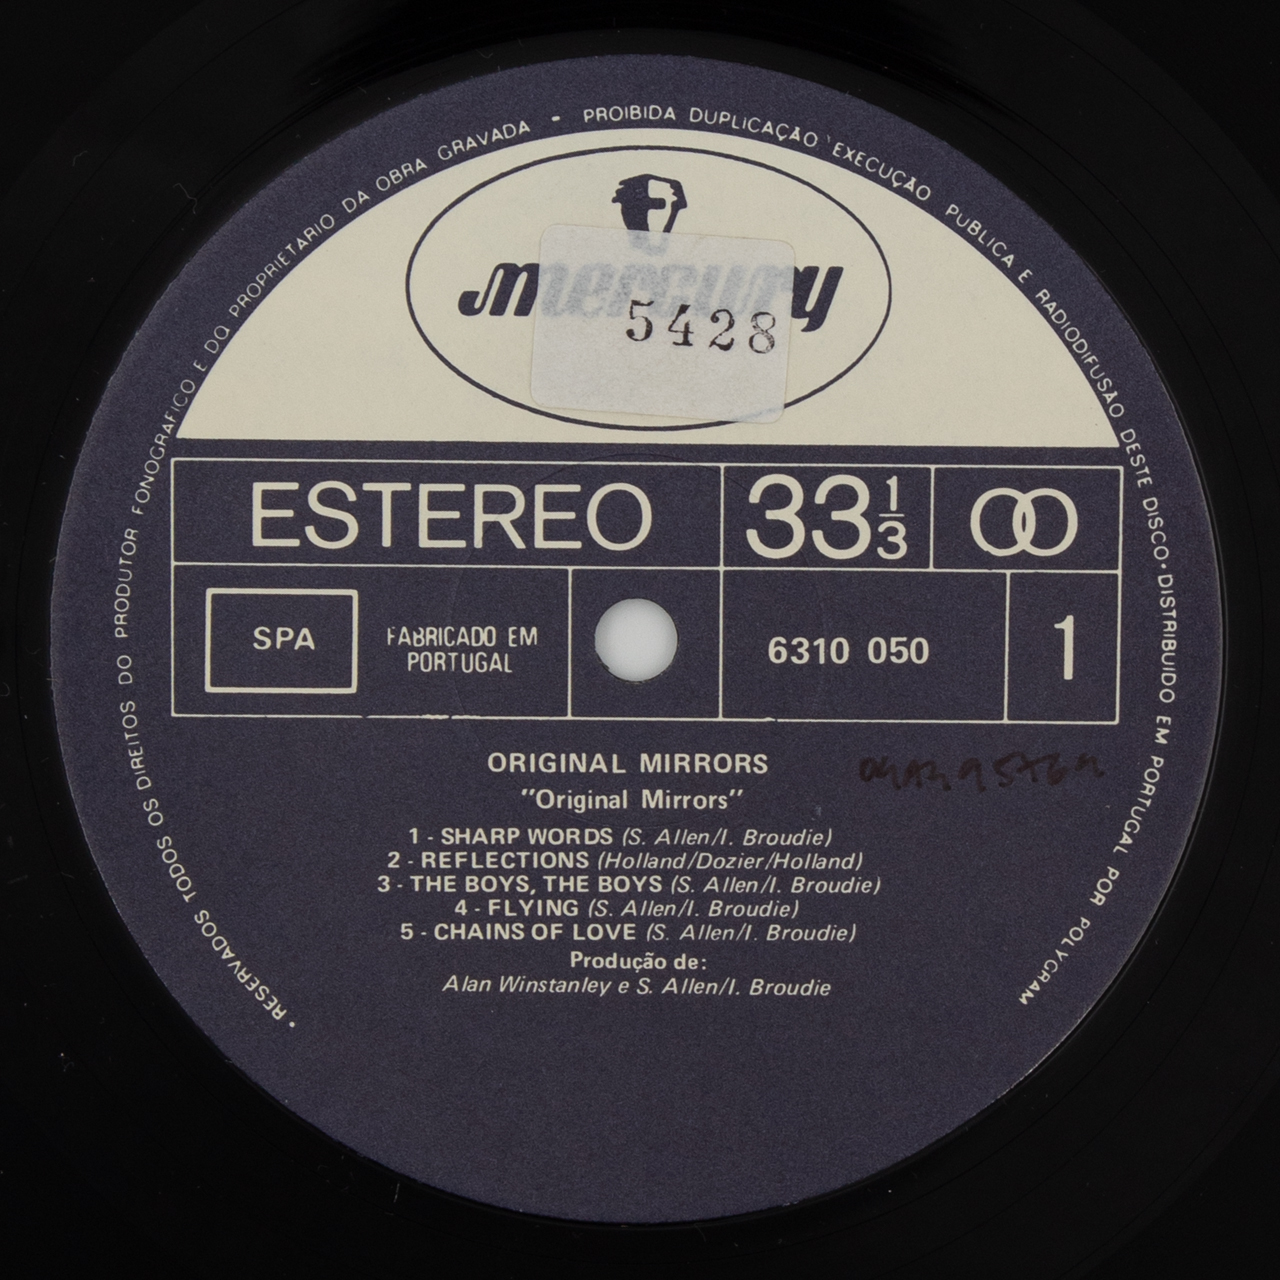 • RESERVADOS TODOS OS DIREITOS DO PRODUTOR FONOGRAFICO E DO PROPRIETARIO DA OBRA GRAVADA • PROIBIDA DUPLICAÇÃO EXECUÇÃO PUBLICA E RADIODIFUSÃO DESTE DISCO • DISTRIBUIDO EM PORTUGAL POR POLYGRAM
mercury
5428
ESTEREO
33 1/3
SPA
FABRICADO EM
PORTUGAL
6310 050
1
ORIGINAL MIRRORS
"Original Mirrors"
1 - SHARP WORDS (S. Allen/I. Broudie)
2 - REFLECTIONS (Holland/Dozier/Holland)
3 - THE BOYS, THE BOYS (S. Allen/I. Broudie)
4 - FLYING (S. Allen/I. Broudie)
5 - CHAINS OF LOVE (S. Allen/I. Broudie)
Produção de:
Alan Winstanley e S. Allen/I. Broudie